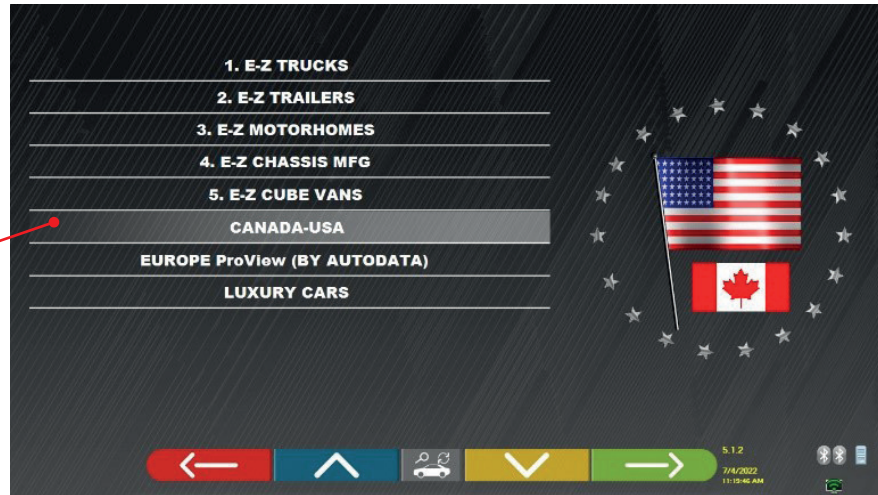 1. E-Z TRUCKS
2. E-Z TRAILERS
3. E-Z MOTORHOMES
4. E-Z CHASSIS MFG
5. E-Z CUBE VANS
CANADA-USA
EUROPE ProView (BY AUTODATA)
LUXURY CARS
5.1.2
7/4/2022
11:19:46 AM